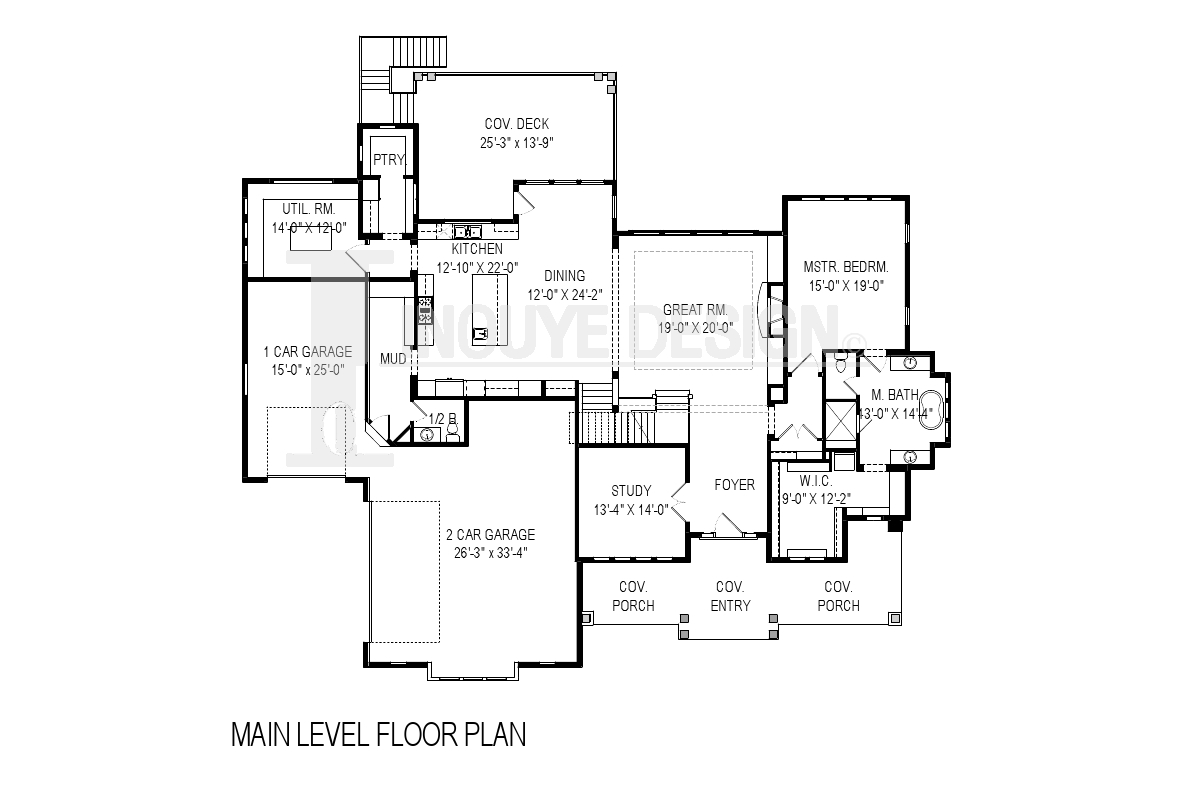 COV. DECK
25'-3" x 13'-9"
PTRY.
UTIL. RM.
14'-0" X 12'-0"
KITCHEN
12'-10" X 22'-0"
DINING
12'-0" X 24'-2"
MSTR. BEDRM.
15'-0" X 19'-0"
GREAT RM.
19'-0" X 20'-0"
INOUYE DESIGN ©
1 CAR GARAGE
15'-0" x 25'-0"
MUD
M. BATH
13'-0" X 14'-4"
1/2 B.
STUDY
13'-4" X 14'-0"
FOYER
W.I.C.
9'-0" X 12'-2"
2 CAR GARAGE
26'-3" x 33'-4"
COV.
PORCH
COV.
ENTRY
COV.
PORCH
MAIN LEVEL FLOOR PLAN